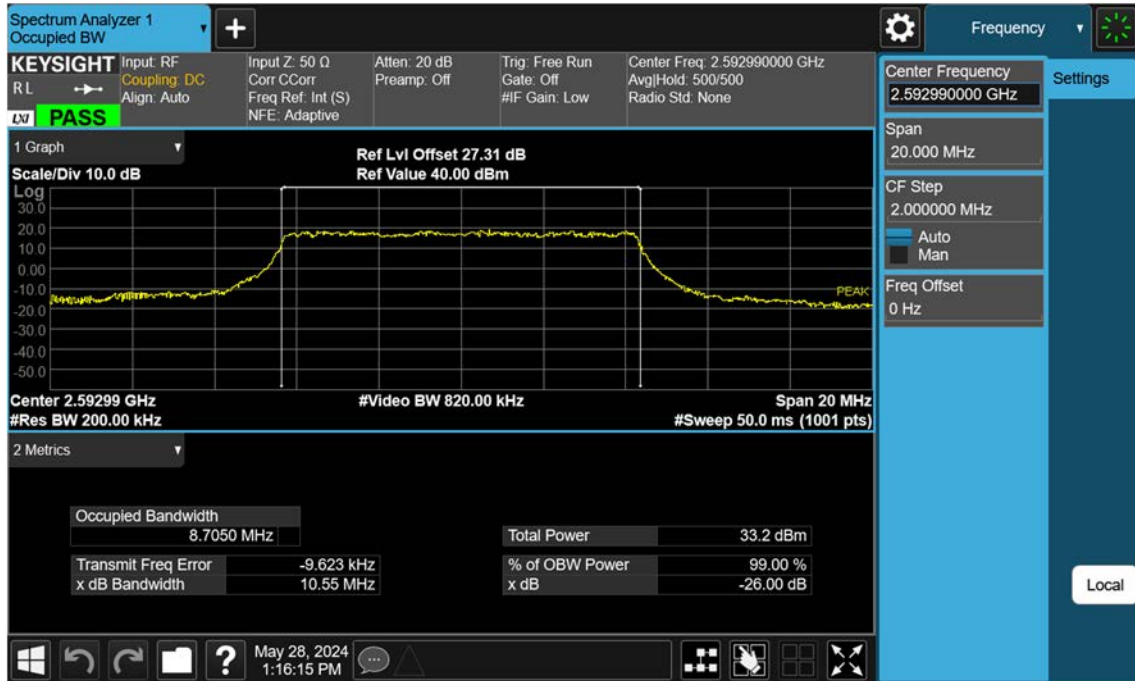 Spectrum Analyzer 1
Occupied BW
+
Frequency
KEYSIGHT
RL
LXI
PASS
Input: RF
Coupling: DC
Align: Auto
Input Z: 50 Ω
Corr CCorr
Freq Ref: Int (S)
NFE: Adaptive
Atten: 20 dB
Preamp: Off
Trig: Free Run
Gate: Off
#IF Gain: Low
Center Freq: 2.592990000 GHz
Avg|Hold: 500/500
Radio Std: None
Center Frequency
2.592990000 GHz
Settings
Span
20.000 MHz
CF Step
2.000000 MHz
Auto
Man
Freq Offset
0 Hz
Local
1 Graph
Scale/Div 10.0 dB
Ref Lvl Offset 27.31 dB
Ref Value 40.00 dBm
Log
30.0
20.0
10.0
0.00
-10.0
-20.0
-30.0
-40.0
-50.0
PEAK
Center 2.59299 GHz
#Video BW 820.00 kHz
Span 20 MHz
#Res BW 200.00 kHz
#Sweep 50.0 ms (1001 pts)
2 Metrics
Occupied Bandwidth
8.7050 MHz
Total Power 33.2 dBm
Transmit Freq Error -9.623 kHz
% of OBW Power 99.00 %
x dB Bandwidth 10.55 MHz
x dB -26.00 dB
?
May 28, 2024
1:16:15 PM